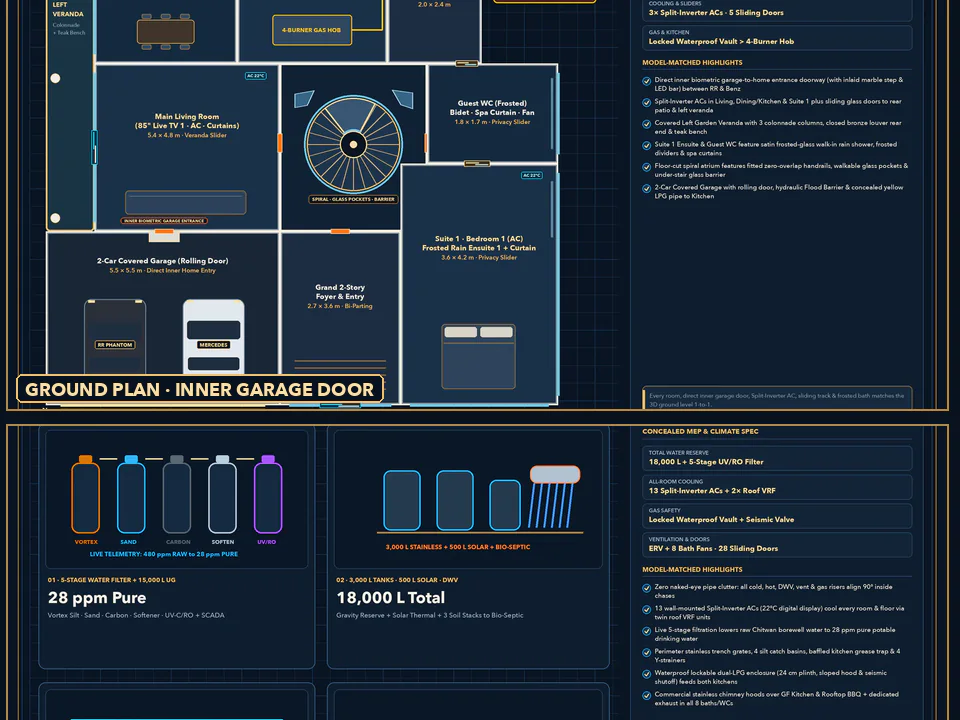 LEFT
VERANDA
Colonnade
+ Teak Bench
4-BURNER GAS HOB
2.0 × 2.4 m
COOLING & SLIDERS
3× Split-Inverter ACs · 5 Sliding Doors
GAS & KITCHEN
Locked Waterproof Vault > 4-Burner Hob
MODEL-MATCHED HIGHLIGHTS
Direct inner biometric garage-to-home entrance doorway (with inlaid marble step &
LED bar) between RR & Benz
Split-Inverter ACs in Living, Dining/Kitchen & Suite 1 plus sliding glass doors to rear
patio & left veranda
Covered Left Garden Veranda with 3 colonnade columns, closed bronze louver rear
end & teak bench
Suite 1 Ensuite & Guest WC feature satin frosted-glass walk-in rain shower, frosted
dividers & spa curtains
Floor-cut spiral atrium features fitted zero-overlap handrails, walkable glass pockets &
under-stair glass barrier
2-Car Covered Garage with rolling door, hydraulic Flood Barrier & concealed yellow
LPG pipe to Kitchen
AC 22°C
Main Living Room
(85" Live TV 1 · AC · Curtains)
5.4 × 4.8 m · Veranda Slider
INNER BIOMETRIC GARAGE ENTRANCE
SPIRAL · GLASS POCKETS · BARRIER
Guest WC (Frosted)
Bidet · Spa Curtain · Fan
1.8 × 1.7 m · Privacy Slider
AC 22°C
Suite 1 · Bedroom 1 (AC)
Frosted Rain Ensuite 1 + Curtain
3.6 × 4.2 m · Privacy Slider
2-Car Covered Garage (Rolling Door)
5.5 × 5.5 m · Direct Inner Home Entry
RR PHANTOM
MERCEDES
Grand 2-Story
Foyer & Entry
2.7 × 3.6 m · Bi-Parting
GROUND PLAN · INNER GARAGE DOOR
Every room, direct inner garage door, Split-Inverter AC, sliding track & frosted bath matches the
3D ground level 1-to-1.
VORTEX
SAND
CARBON
SOFTEN
UV/RO
LIVE TELEMETRY: 480 ppm RAW to 28 ppm PURE
01 · 5-STAGE WATER FILTER + 15,000 L UG
28 ppm Pure
Vortex Silt · Sand · Carbon · Softener · UV-C/RO + SCADA
3,000 L STAINLESS + 500 L SOLAR + BIO-SEPTIC
02 · 3,000 L TANKS · 500 L SOLAR · DWV
18,000 L Total
Gravity Reserve + Solar Thermal + 3 Soil Stacks to Bio-Septic
CONCEALED MEP & CLIMATE SPEC
TOTAL WATER RESERVE
18,000 L + 5-Stage UV/RO Filter
ALL-ROOM COOLING
13 Split-Inverter ACs + 2× Roof VRF
GAS SAFETY
Locked Waterproof Vault + Seismic Valve
VENTILATION & DOORS
ERV + 8 Bath Fans · 28 Sliding Doors
MODEL-MATCHED HIGHLIGHTS
Zero naked-eye pipe clutter: all cold, hot, DWV, vent & gas risers align 90° inside
chases
13 wall-mounted Split-Inverter ACs (22°C digital display) cool every room & floor via
twin roof VRF units
Live 5-stage filtration lowers raw Chitwan borewell water to 28 ppm pure potable
drinking water
Perimeter stainless trench grates, 4 silt catch basins, baffled kitchen grease trap & 4
Y-strainers
Waterproof lockable dual-LPG enclosure (24 cm plinth, sloped hood & seismic
shutoff) feeds both kitchens
Commercial stainless chimney hoods over GF Kitchen & Rooftop BBQ + dedicated
exhaust in all 8 baths/WCs